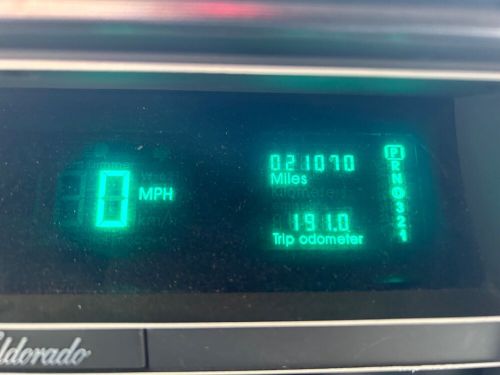 0 MPH
021070
Miles
191.0
Trip odometer
P
R
N
D
3
2
1
Eldorado